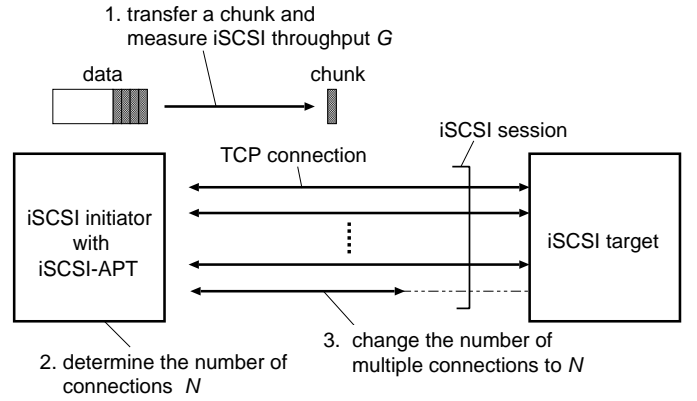 1. transfer a chunk and
measure iSCSI throughput G
data
chunk
iSCSI session
TCP connection
iSCSI initiator
with
iSCSI-APT
iSCSI target
2. determine the number of
connections N
3. change the number of
multiple connections to N